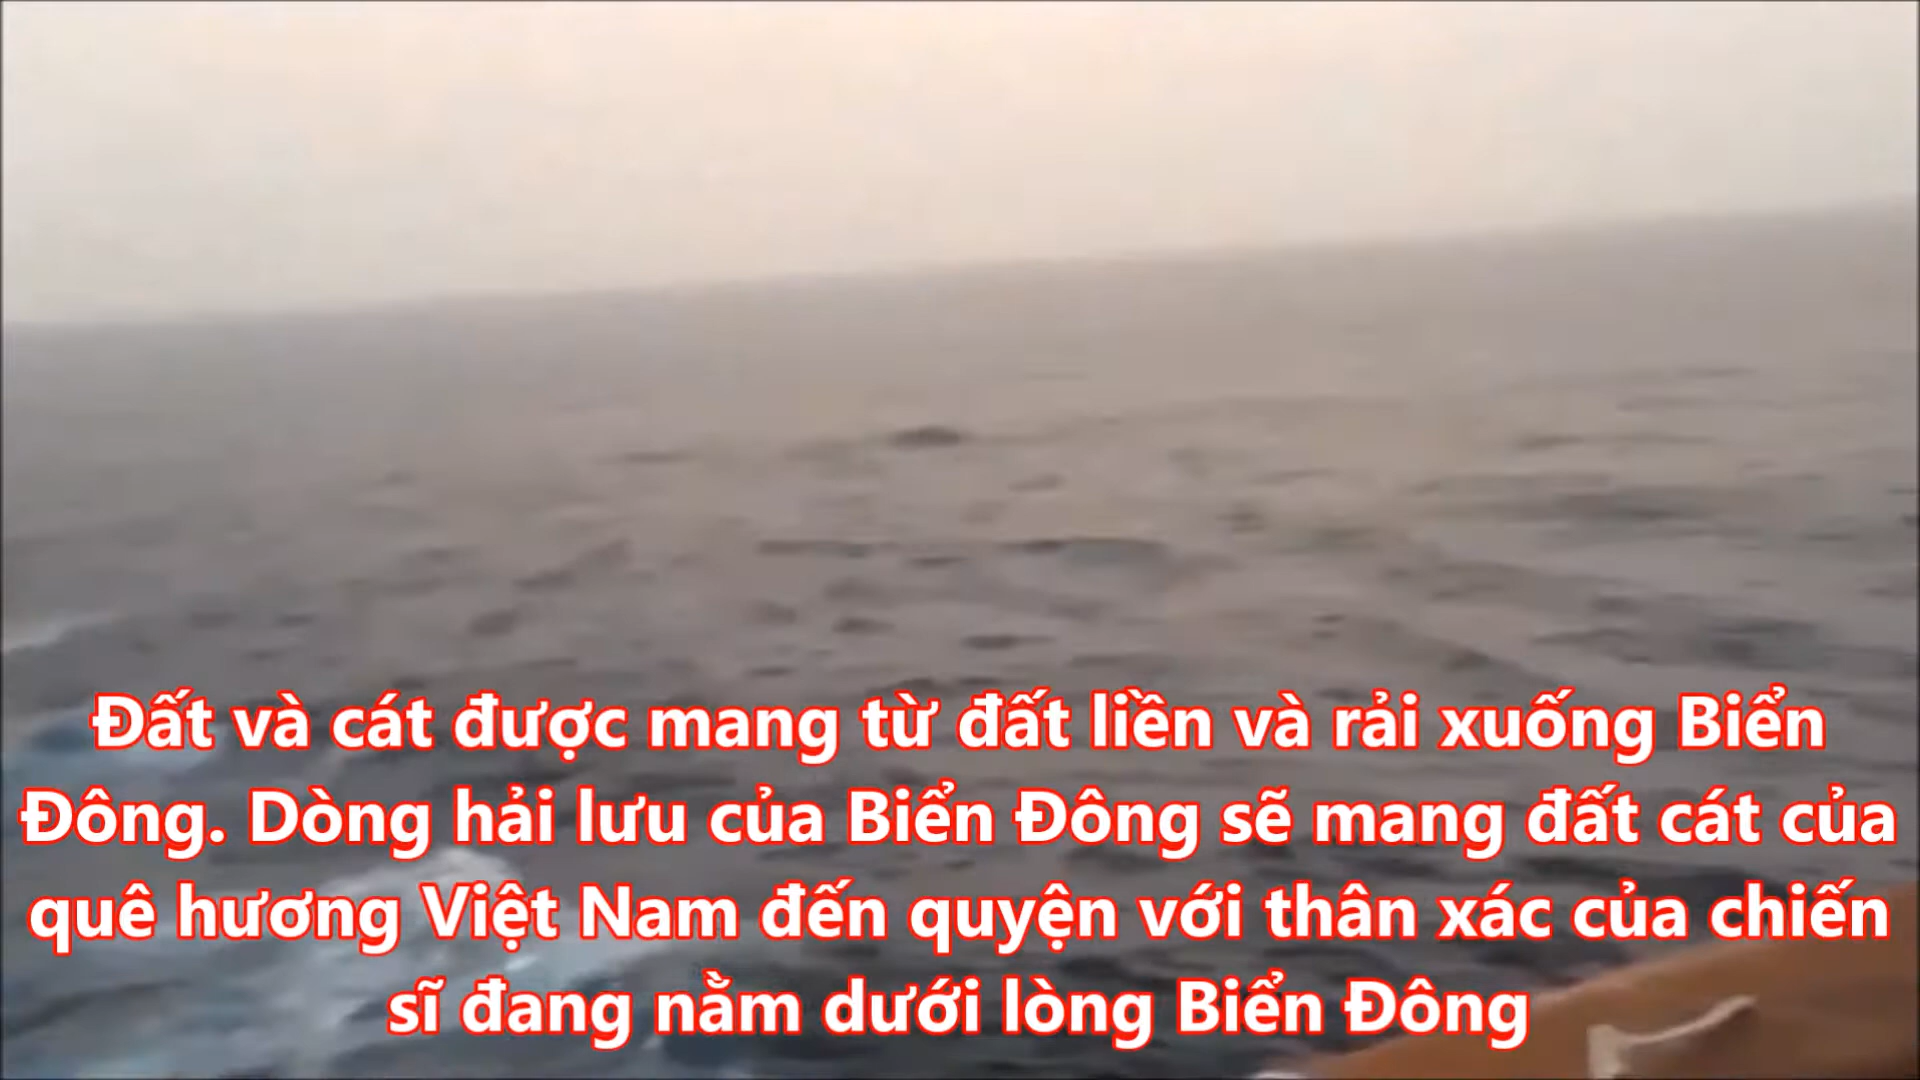 Đất và cát được mang từ đất liền và rải xuống Biển
Đông. Dòng hải lưu của Biển Đông sẽ mang đất cát của
quê hương Việt Nam đến quyện với thân xác của chiến
sĩ đang nằm dưới lòng Biển Đông